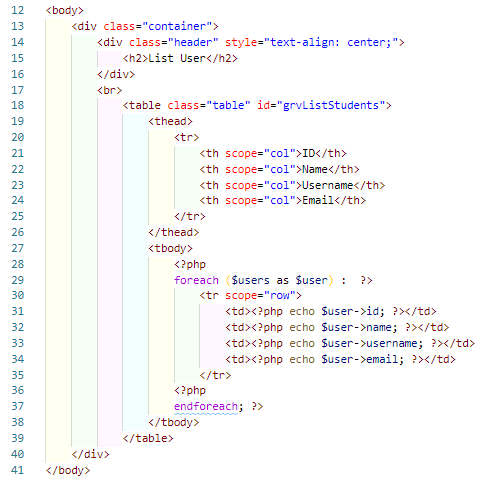 12 <body>
13 <div class="container">
14 <div class="header" style="text-align: center;">
15 <h2>List User</h2>
16 </div>
17 <br>
18 <table class="table" id="grvListStudents">
19 <thead>
20 <tr>
21 <th scope="col">ID</th>
22 <th scope="col">Name</th>
23 <th scope="col">Username</th>
24 <th scope="col">Email</th>
25 </tr>
26 </thead>
27 <tbody>
28 <?php
29 foreach ($users as $user) :  ?>
30 <tr scope="row">
31 <td><?php echo $user->id; ?></td>
32 <td><?php echo $user->name; ?></td>
33 <td><?php echo $user->username; ?></td>
34 <td><?php echo $user->email; ?></td>
35 </tr>
36 <?php
37 endforeach; ?>
38 </tbody>
39 </table>
40 </div>
41 </body>